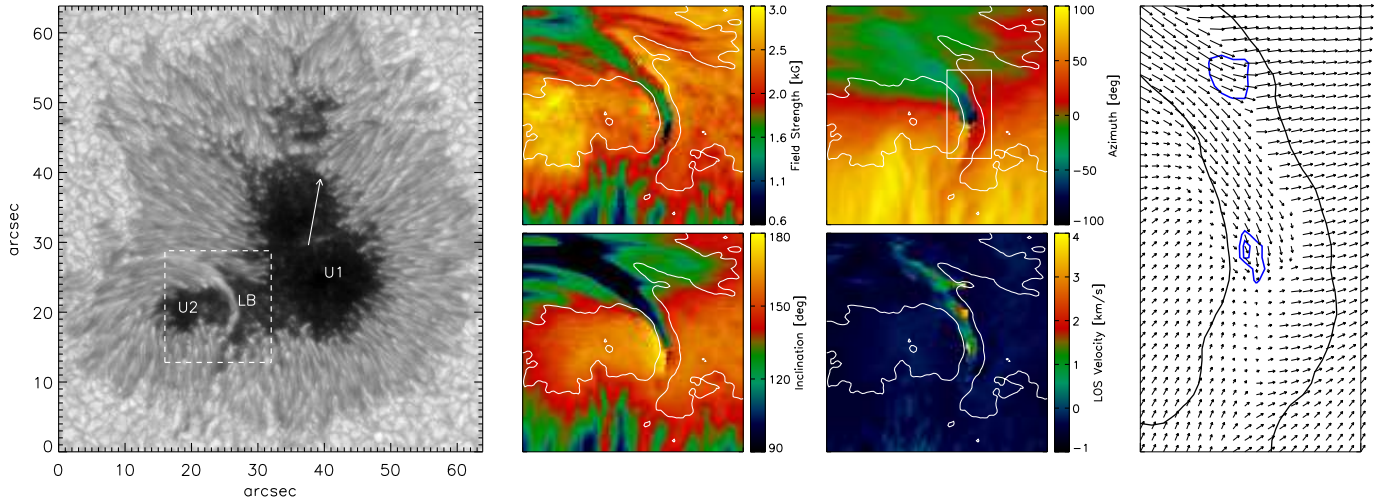 arcsec
60
50
40
30
20
10
0
0 10 20 30 40 50 60
arcsec
U1
U2
LB
3.0
2.5
2.0
1.6
1.1
0.6
Field Strength [kG]
100
50
0
−50
−100
Azimuth [deg]
180
150
120
90
Inclination [deg]
4
3
2
1
0
−1
LOS Velocity [km/s]